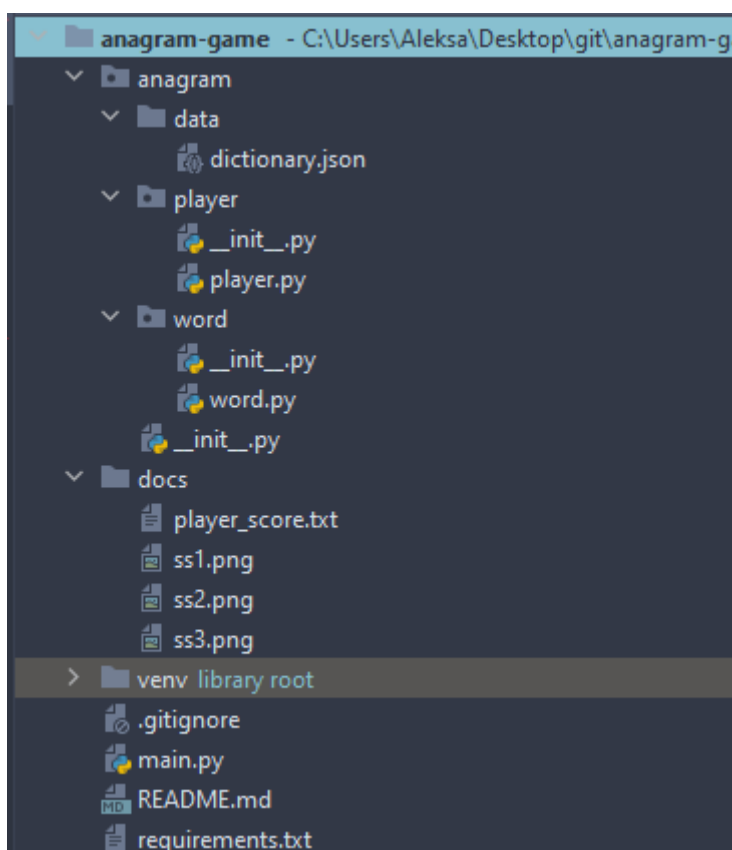 anagram-game - C:\Users\Aleksa\Desktop\git\anagram-g
anagram
data
dictionary.json
player
__init__.py
player.py
word
__init__.py
word.py
__init__.py
docs
player_score.txt
ss1.png
ss2.png
ss3.png
venv library root
.gitignore
main.py
MD README.md
requirements.txt